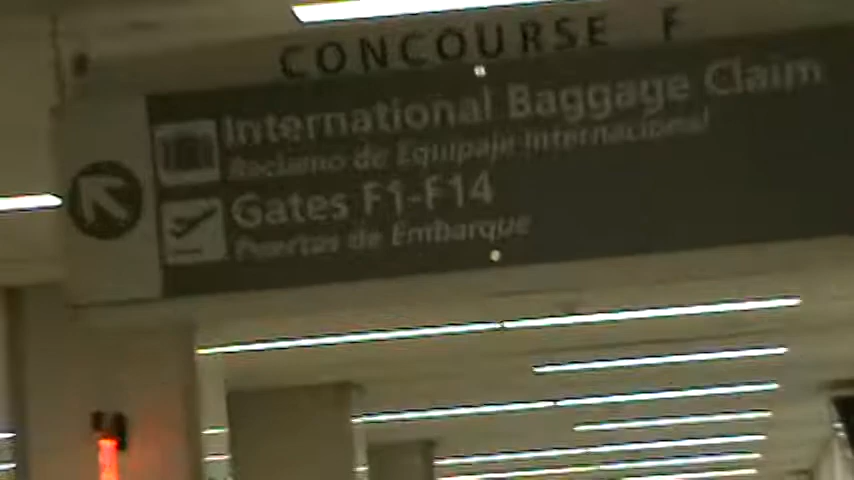 CONCOURSE F
International Baggage Claim
Reclamo de Equipaje Internacional
Gates F1-F14
Puertas de Embarque